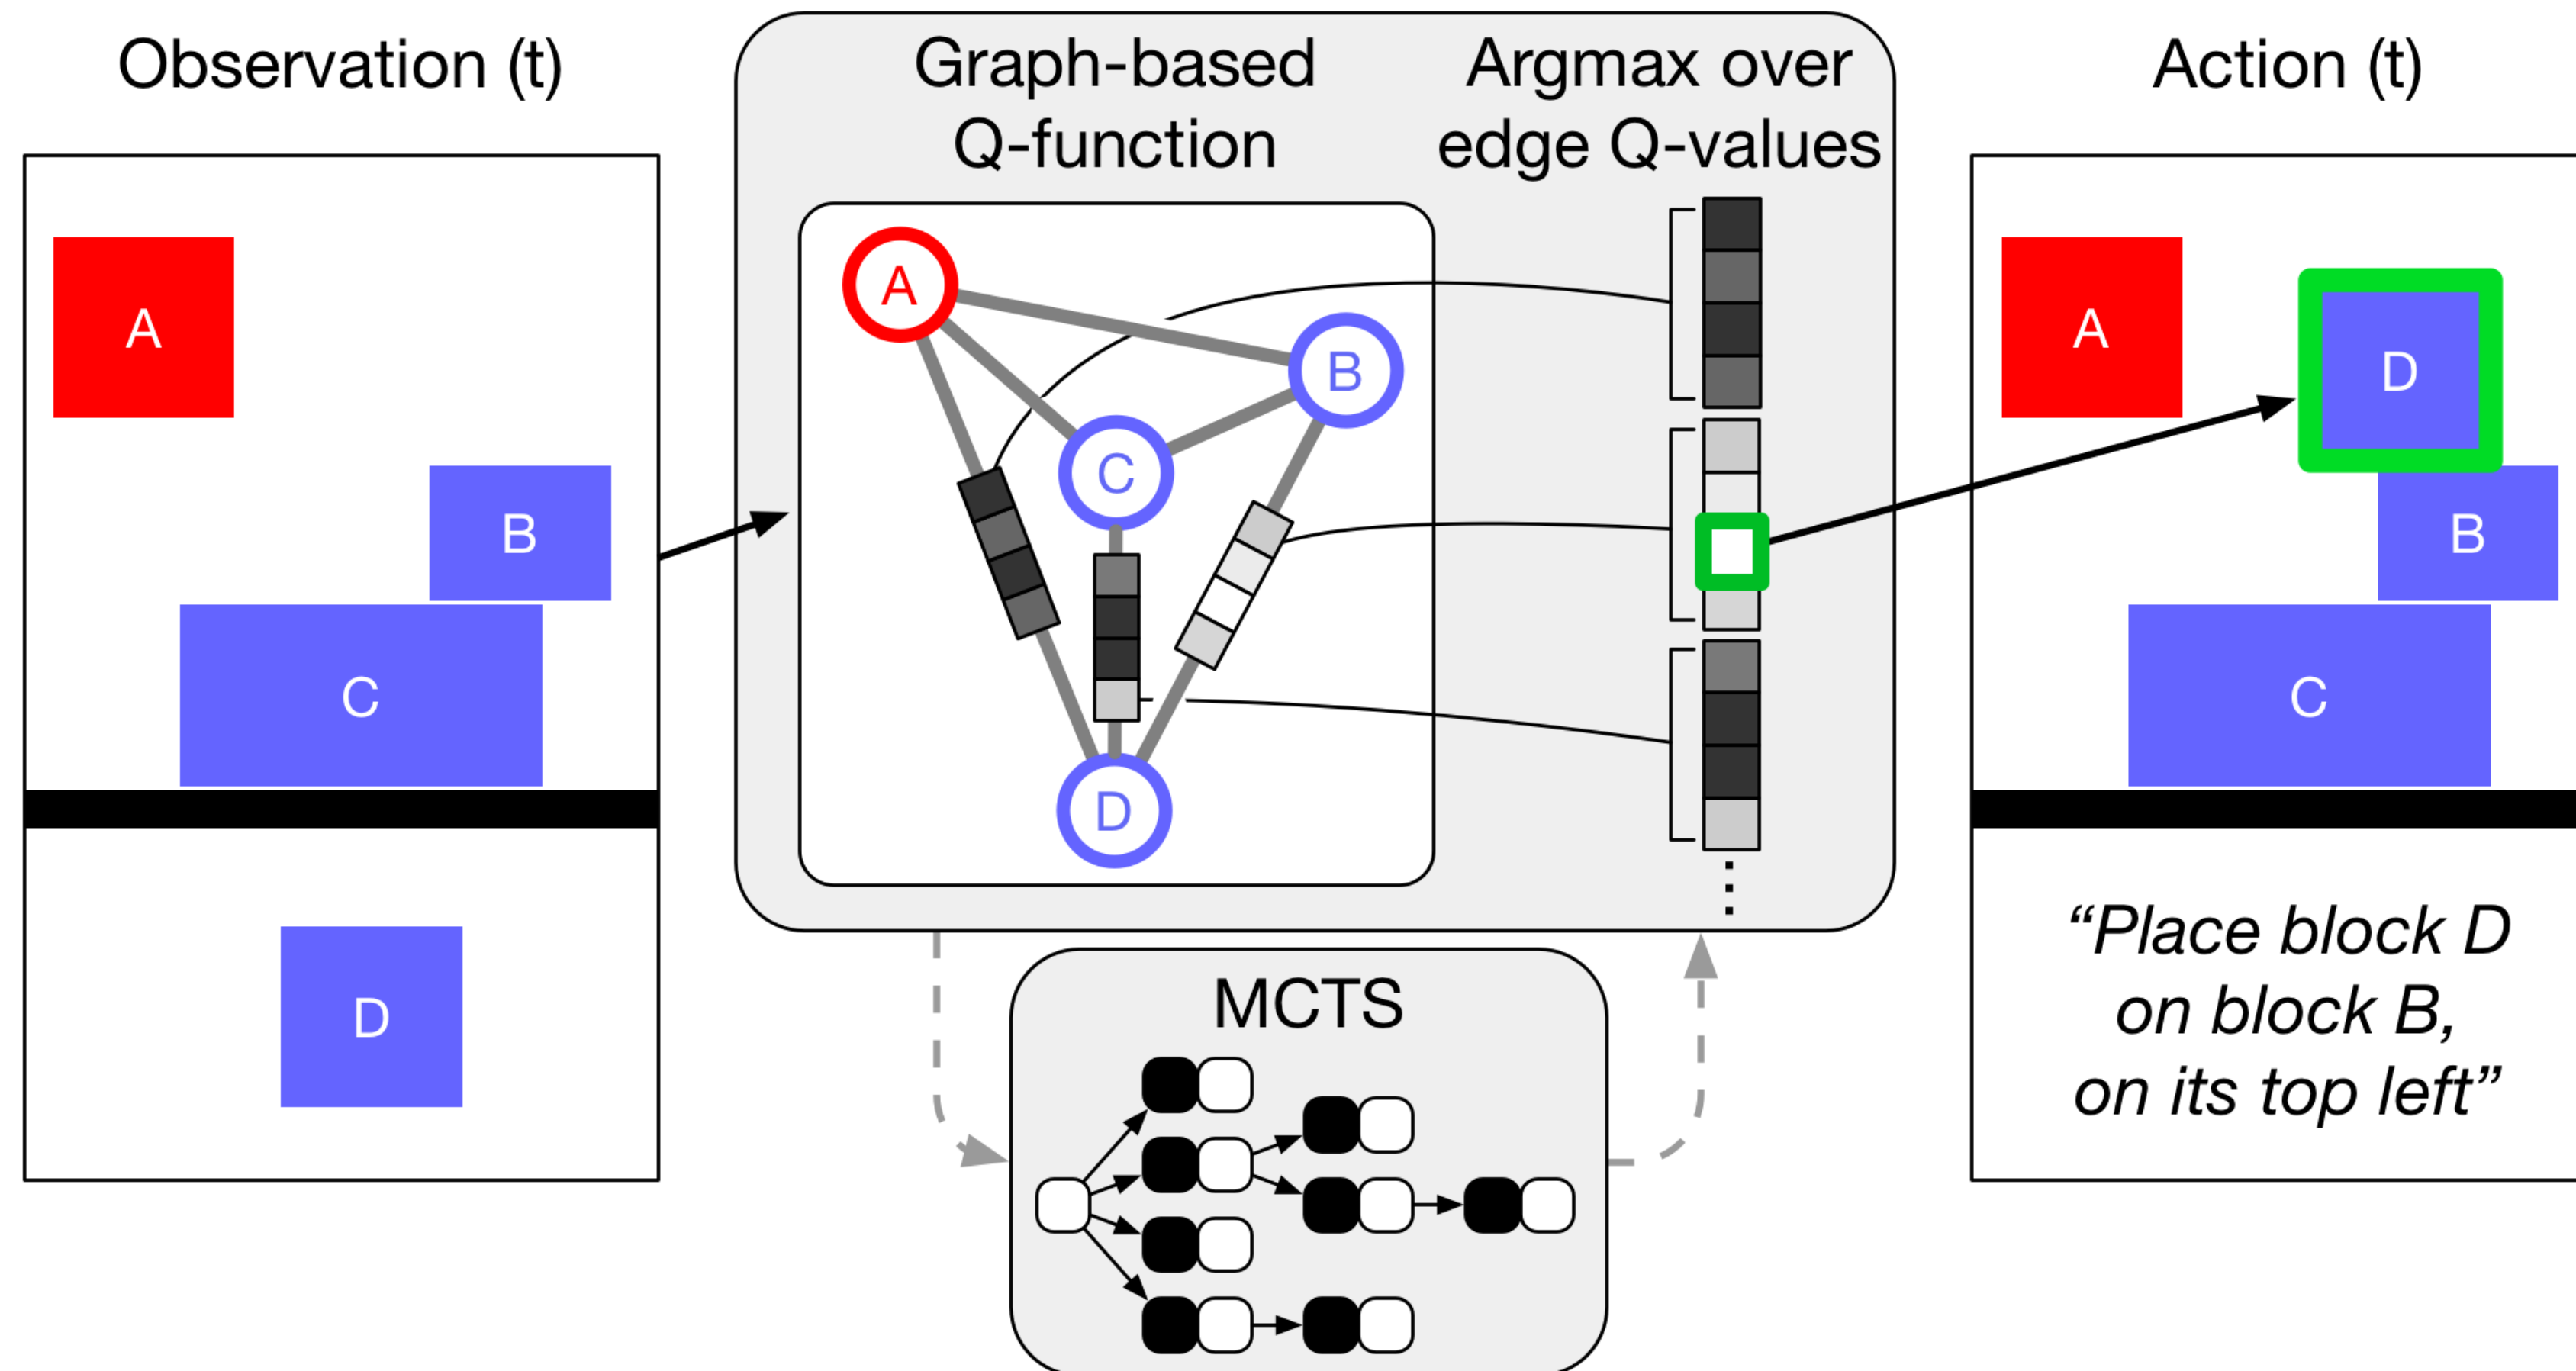 Observation (t)
A
B
C
D
Graph-based
Q-function
A
B
C
D
Argmax over
edge Q-values
MCTS
Action (t)
A
D
B
C
“Place block D
on block B,
on its top left”